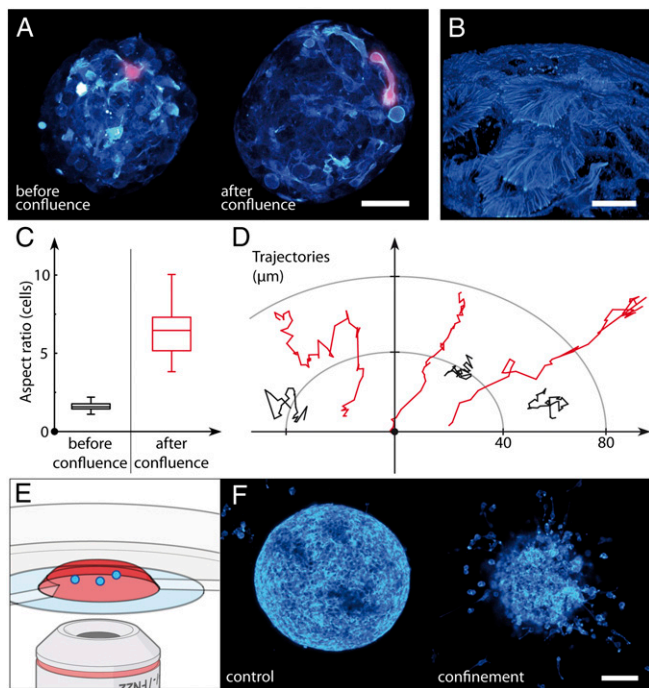 A
B
before
confluence
after
confluence
C
D
Aspect ratio (cells)
10
5
0
before
confluence
after
confluence
Trajectories
(μm)
40
80
E
F
control
confinement